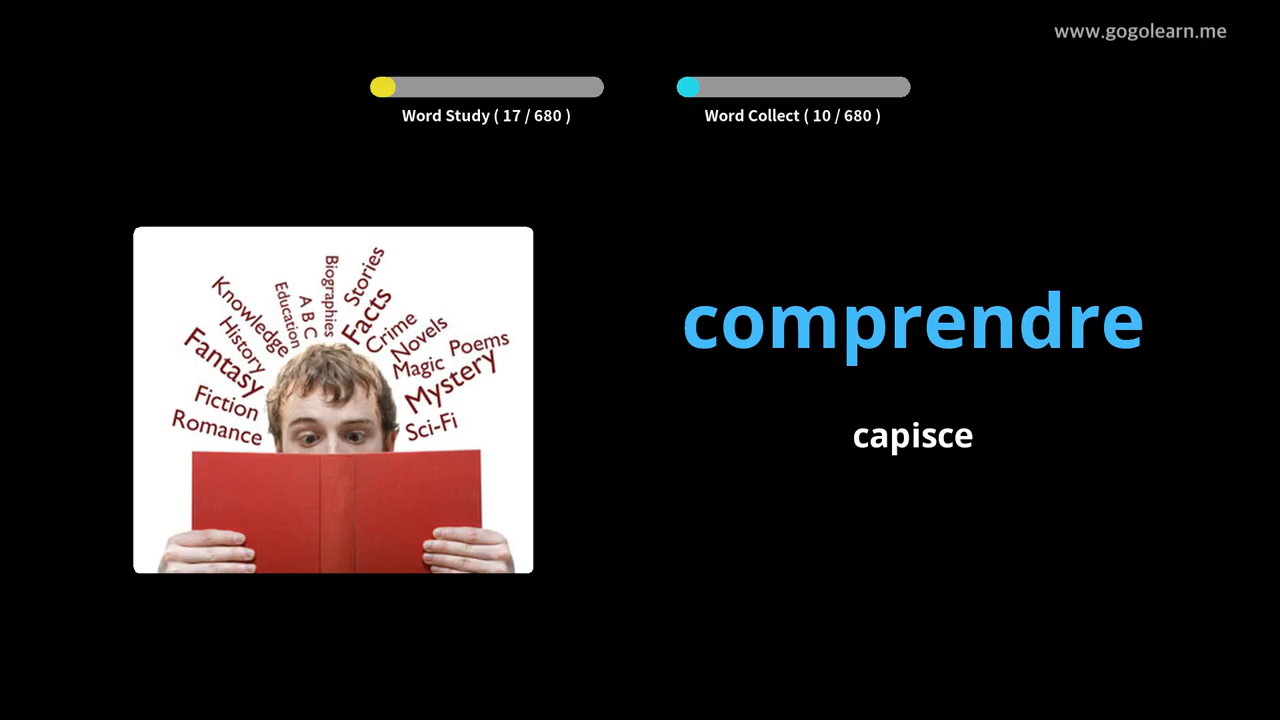 www.gogolearn.me
Word Study ( 17 / 680 )
Word Collect ( 10 / 680 )
Knowledge
Education
A B C
Biographies
Stories
Facts
Crime
Novels
Poems
Magic
Mystery
Sci-Fi
History
Fantasy
Fiction
Romance
comprendre
capisce